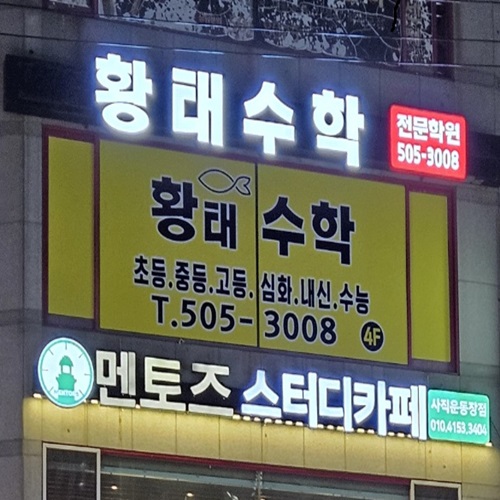 황태수학 전문학원
505-3008
황태 수학
초등.중등.고등.심화.내신.수능
T.505-3008 4F
멘토즈 스터디카페 사직운동장점
010.4153.3404